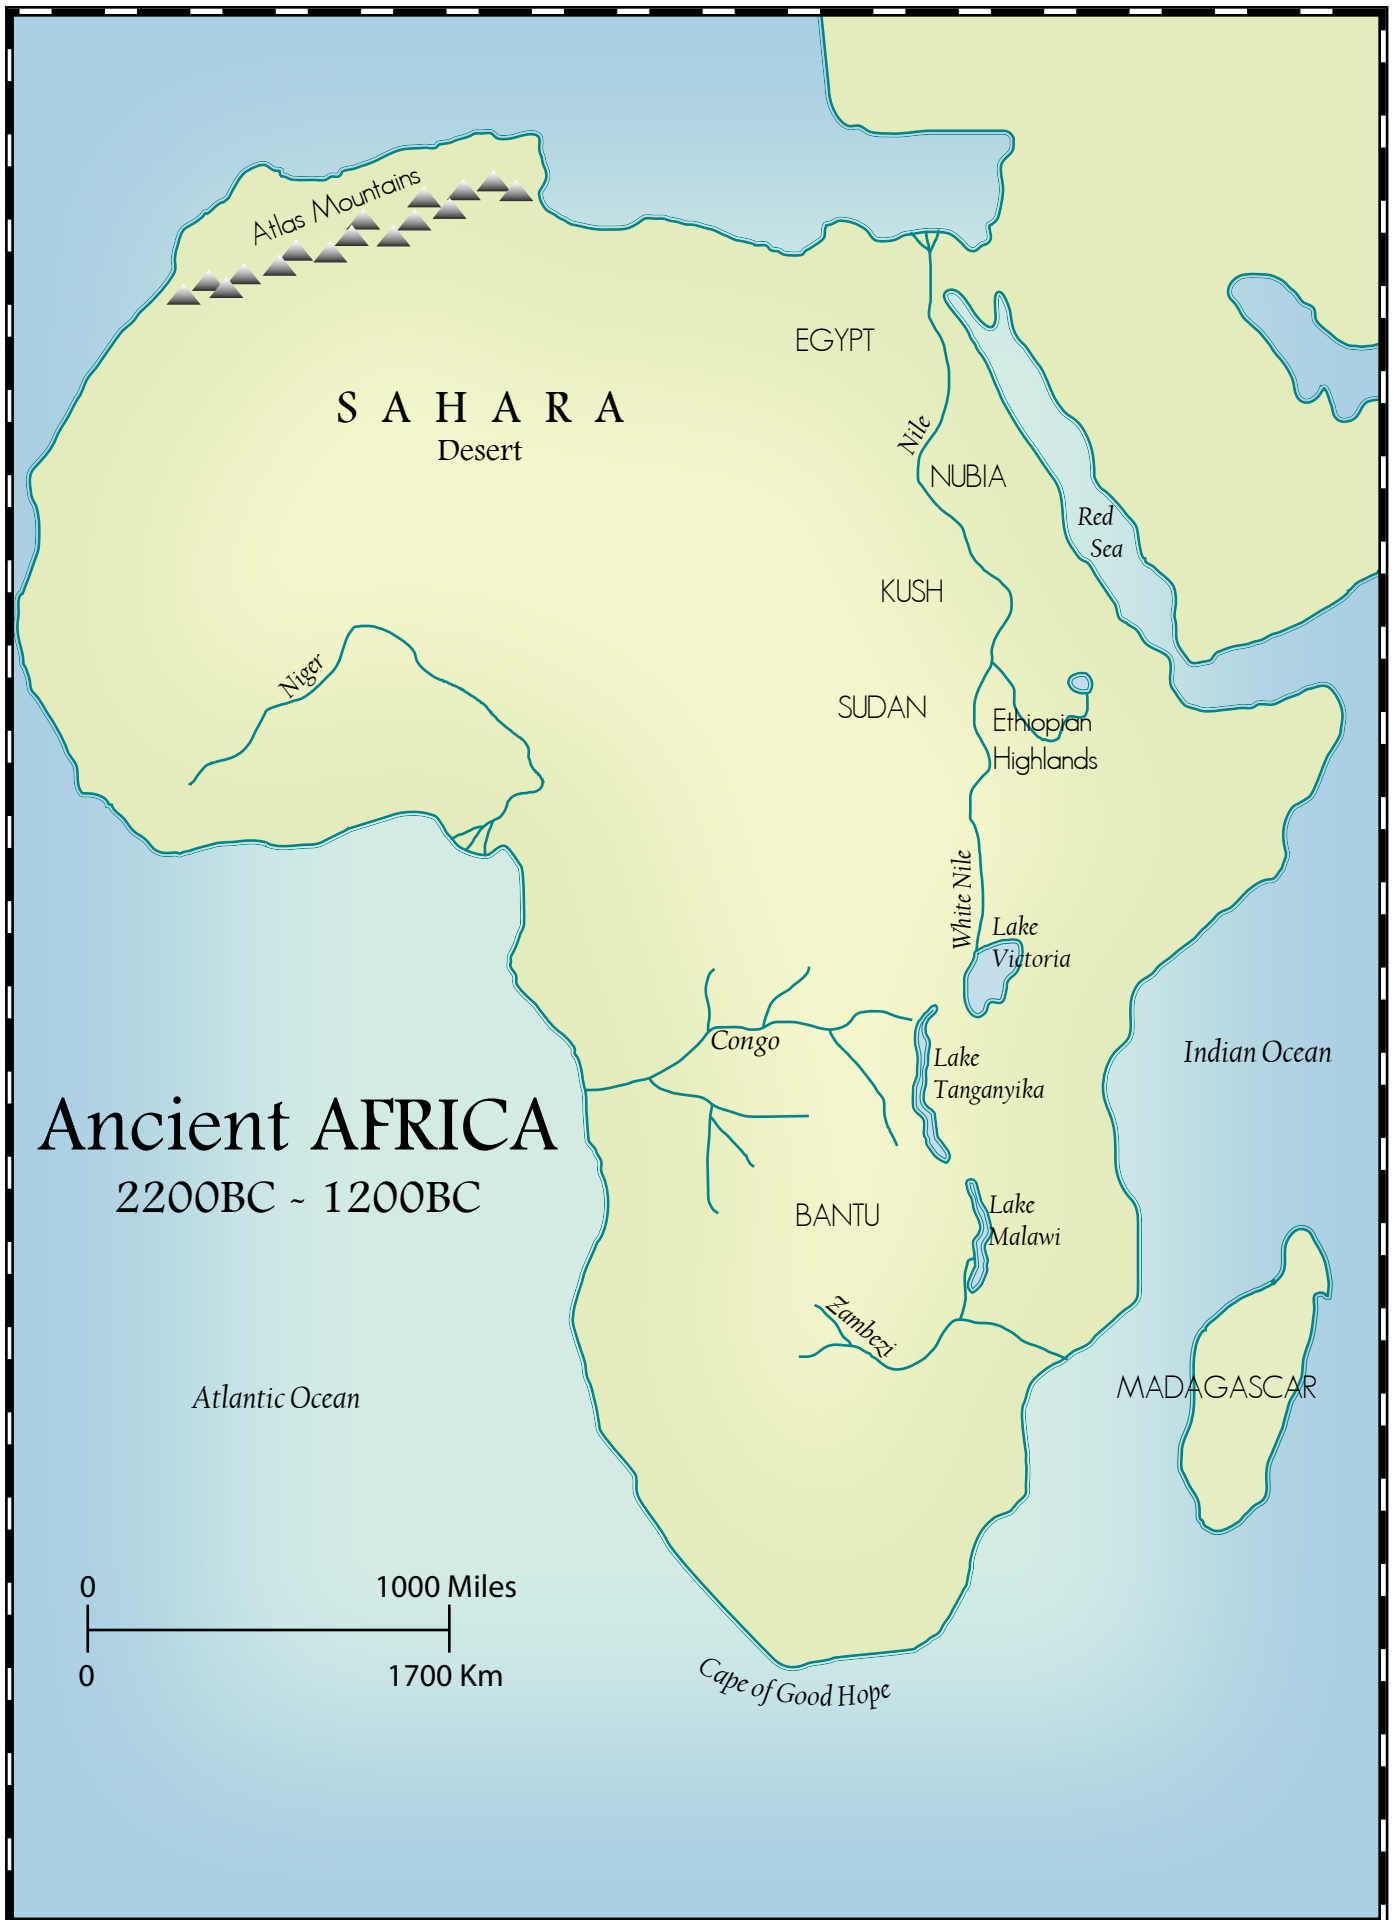 Atlas Mountains
EGYPT
S A H A R A
Desert
Nile
NUBIA
Red
Sea
KUSH
Niger
SUDAN
Ethiopian
Highlands
White Nile
Lake
Victoria
Congo
Lake
Tanganyika
Indian Ocean
Ancient AFRICA
2200BC ~ 1200BC
BANTU
Lake
Malawi
Zambezi
MADAGASCAR
Atlantic Ocean
0 1000 Miles
0 1700 Km
Cape of Good Hope